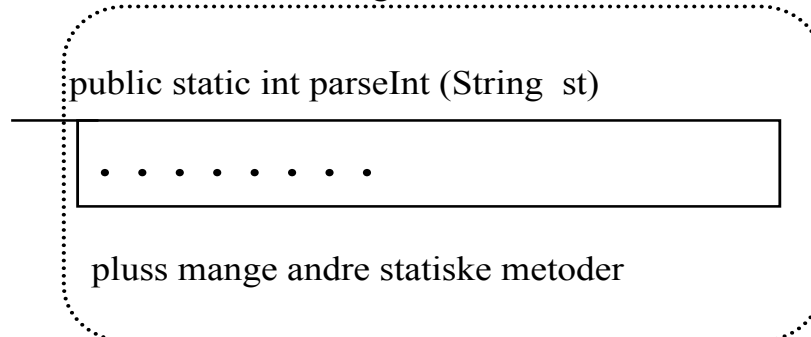 public static int parseInt (String st)
. . . . . . . .
pluss mange andre statiske metoder